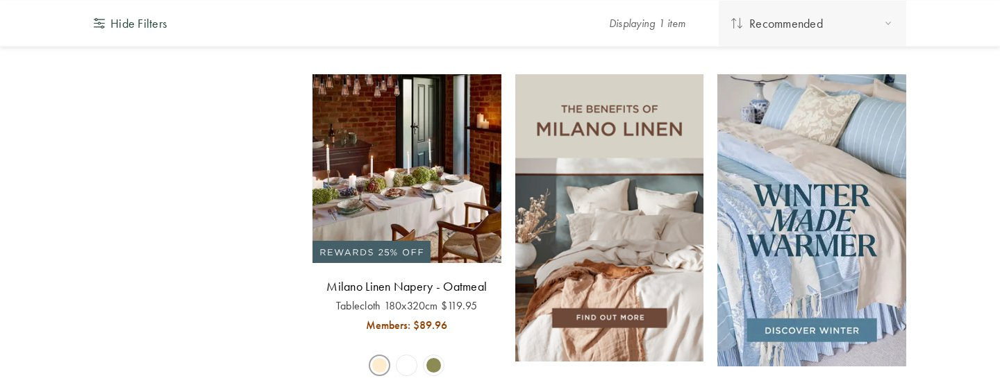 Hide Filters
Displaying 1 item
Recommended
REWARDS 25% OFF
Milano Linen Napery - Oatmeal
Tablecloth 180x320cm $119.95
Members: $89.96
THE BENEFITS OF
MILANO LINEN
FIND OUT MORE
WINTER
MADE
WARMER
DISCOVER WINTER